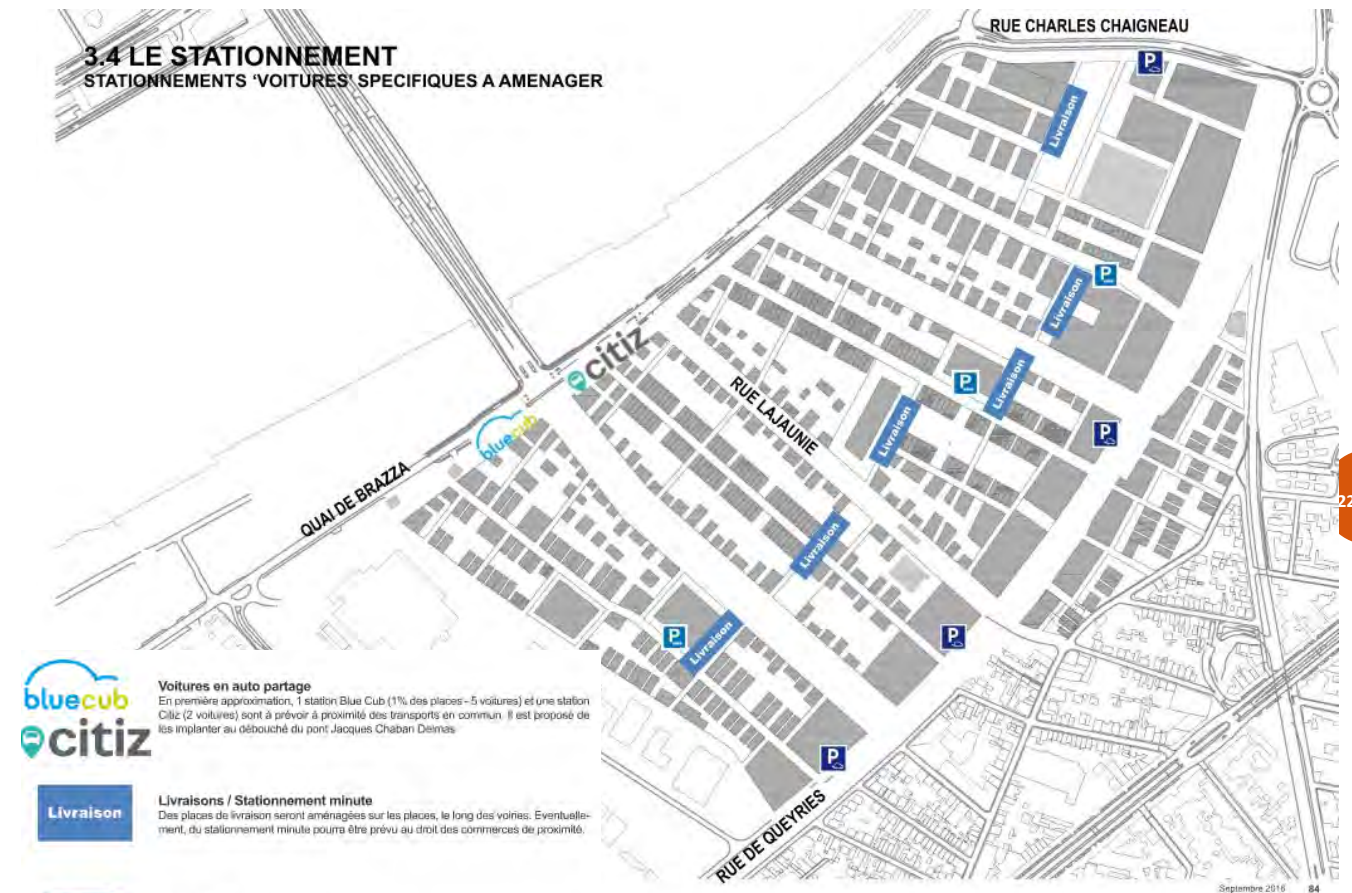 RUE CHARLES CHAIGNEAU
3.4 LE STATIONNEMENT
STATIONNEMENTS 'VOITURES' SPECIFIQUES A AMENAGER
P
Livraison
P
Livraison
citiz
RUE LAJAUNIE
P
Livraison
Livraison
P
bluecub
QUAI DE BRAZZA
22
Livraison
P
Livraison
P
P
bluecub
citiz
Voitures en auto partage
En première approximation, 1 station Blue Cub (1% des places - 5 voitures) et une station
Citiz (2 voitures) sont à prévoir à proximité des transports en commun. Il est proposé de
les implanter au débouché du pont Jacques Chaban Delmas
Livraison
Livraisons / Stationnement minute
Des places de livraison seront aménagées sur les places, le long des voiries. Eventuelle-
ment, du stationnement minute pourra être prévu au droit des commerces de proximité.
RUE DE QUEYRIES
Septembre 2016 84